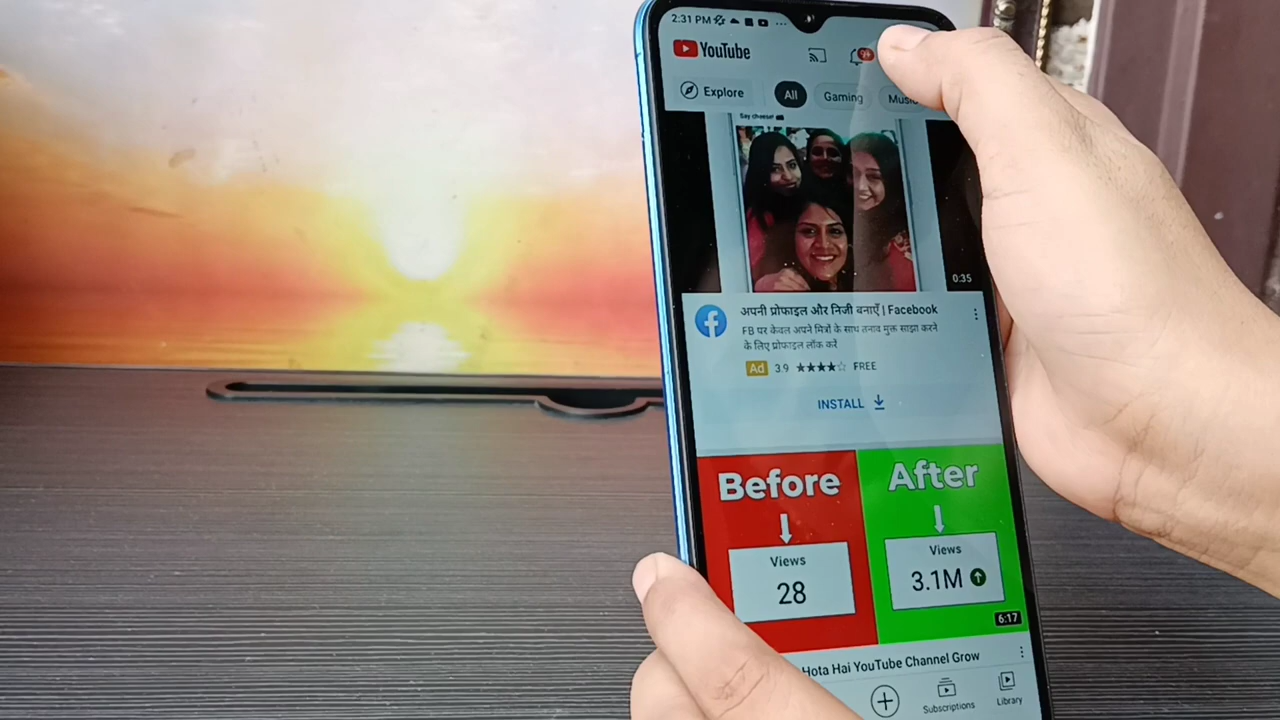 2:31 PM
YouTube
9+
Explore
All
Gaming
Music
Say cheese!
0:35
अपनी प्रोफ़ाइल और निजी बनाएँ | Facebook
FB पर केवल अपने मित्रों के साथ तनाव मुक्त साझा करने
के लिए प्रोफ़ाइल लॉक करें
Ad 3.9 ★★★★☆ FREE
INSTALL
Before
After
Views
28
Views
3.1M
6:17
Hota Hai YouTube Channel Grow
Subscriptions
Library